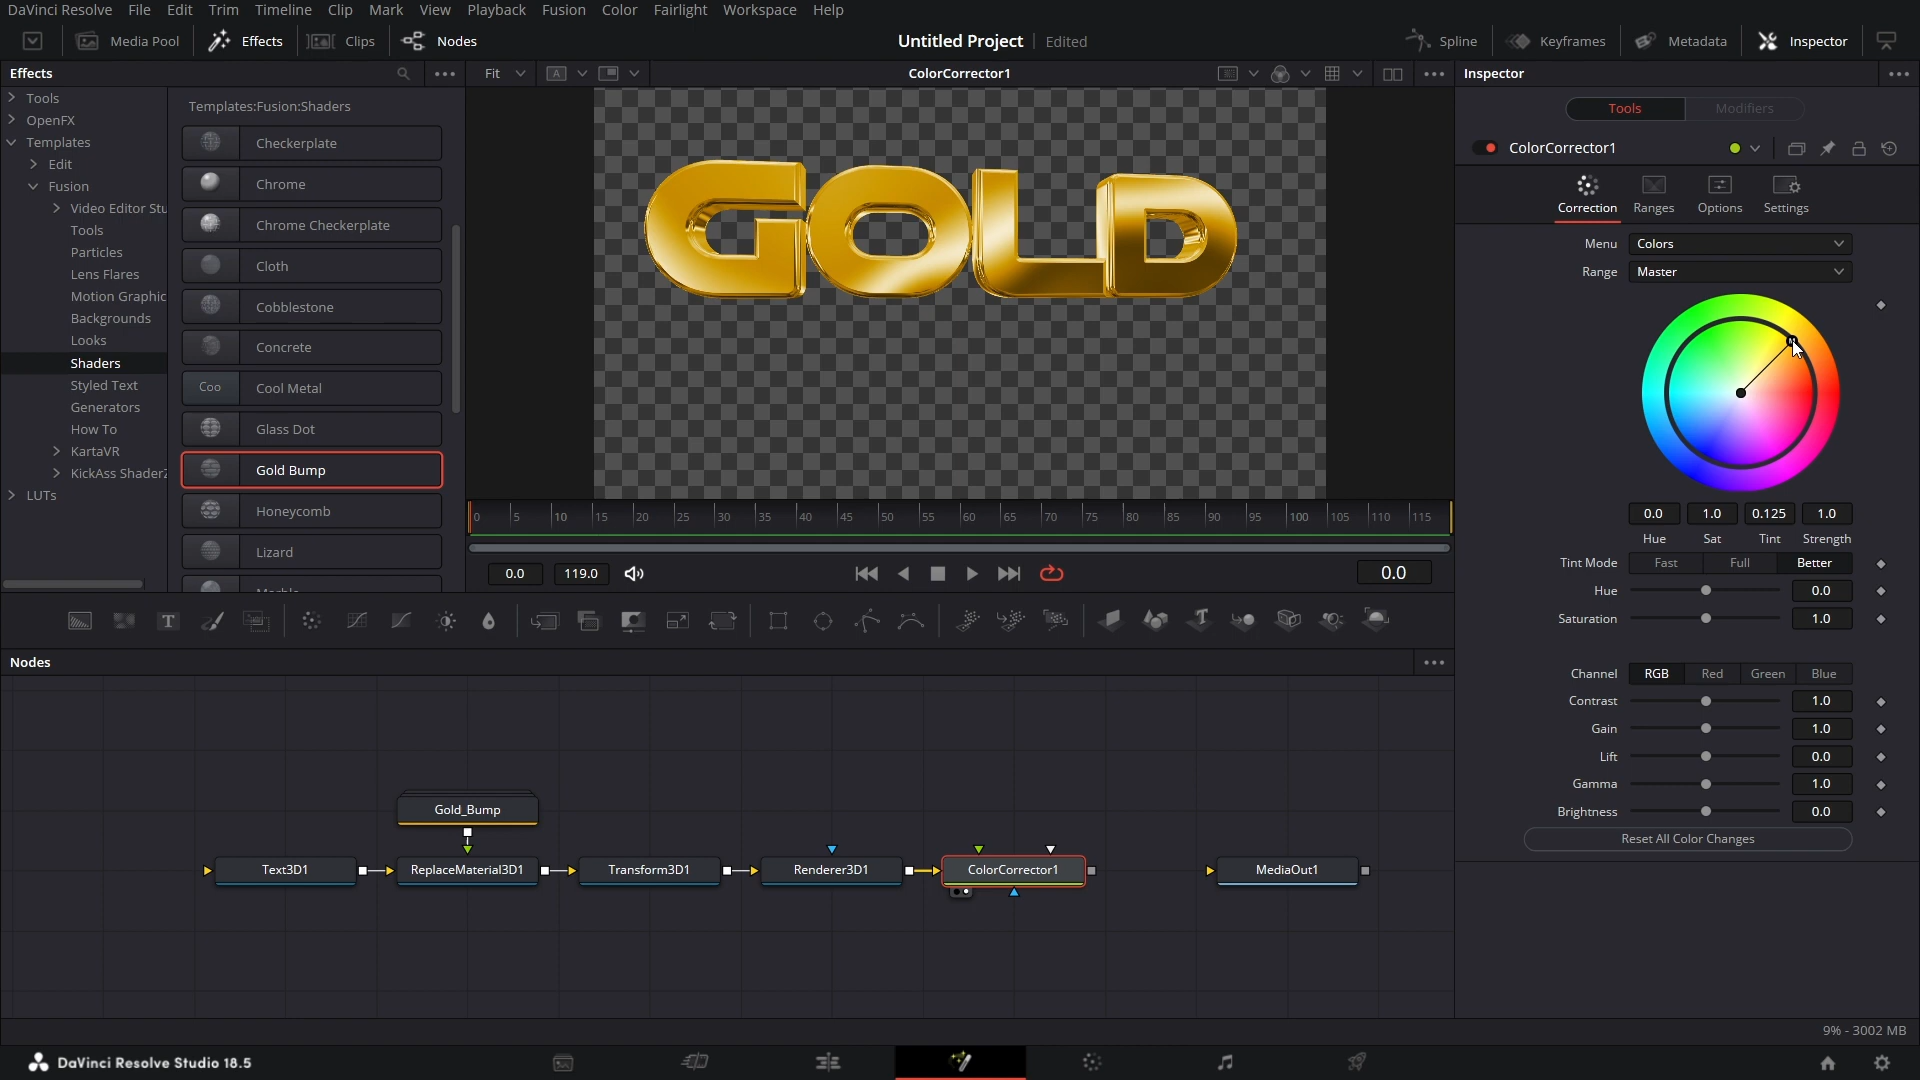 DaVinci Resolve File Edit Trim Timeline Clip Mark View Playback Fusion Color Fairlight Workspace Help
Media Pool Effects Clips Nodes Untitled Project Edited Spline Keyframes Metadata Inspector
Effects Fit A ColorCorrector1 Inspector
Tools
OpenFX
Templates
Edit
Fusion
Video Editor Stu
Tools
Particles
Lens Flares
Motion Graphic
Backgrounds
Looks
Shaders
Styled Text
Generators
How To
KartaVR
KickAss ShaderZ
LUTs
Templates:Fusion:Shaders
Checkerplate
Chrome
Chrome Checkerplate
Cloth
Cobblestone
Concrete
Coo Cool Metal
Glass Dot
Gold Bump
Honeycomb
Lizard
GOLD
0 5 10 15 20 25 30 35 40 45 50 55 60 65 70 75 80 85 90 95 100 105 110 115
0.0 119.0 0.0
Tools Modifiers
ColorCorrector1
Correction Ranges Options Settings
Menu Colors
Range Master
0.0 1.0 0.125 1.0
Hue Sat Tint Strength
Tint Mode Fast Full Better
Hue 0.0
Saturation 1.0
Channel RGB Red Green Blue
Contrast 1.0
Gain 1.0
Lift 0.0
Gamma 1.0
Brightness 0.0
Reset All Color Changes
T T
Nodes
Gold_Bump
Text3D1 ReplaceMaterial3D1 Transform3D1 Renderer3D1 ColorCorrector1 MediaOut1
9% - 3002 MB
DaVinci Resolve Studio 18.5